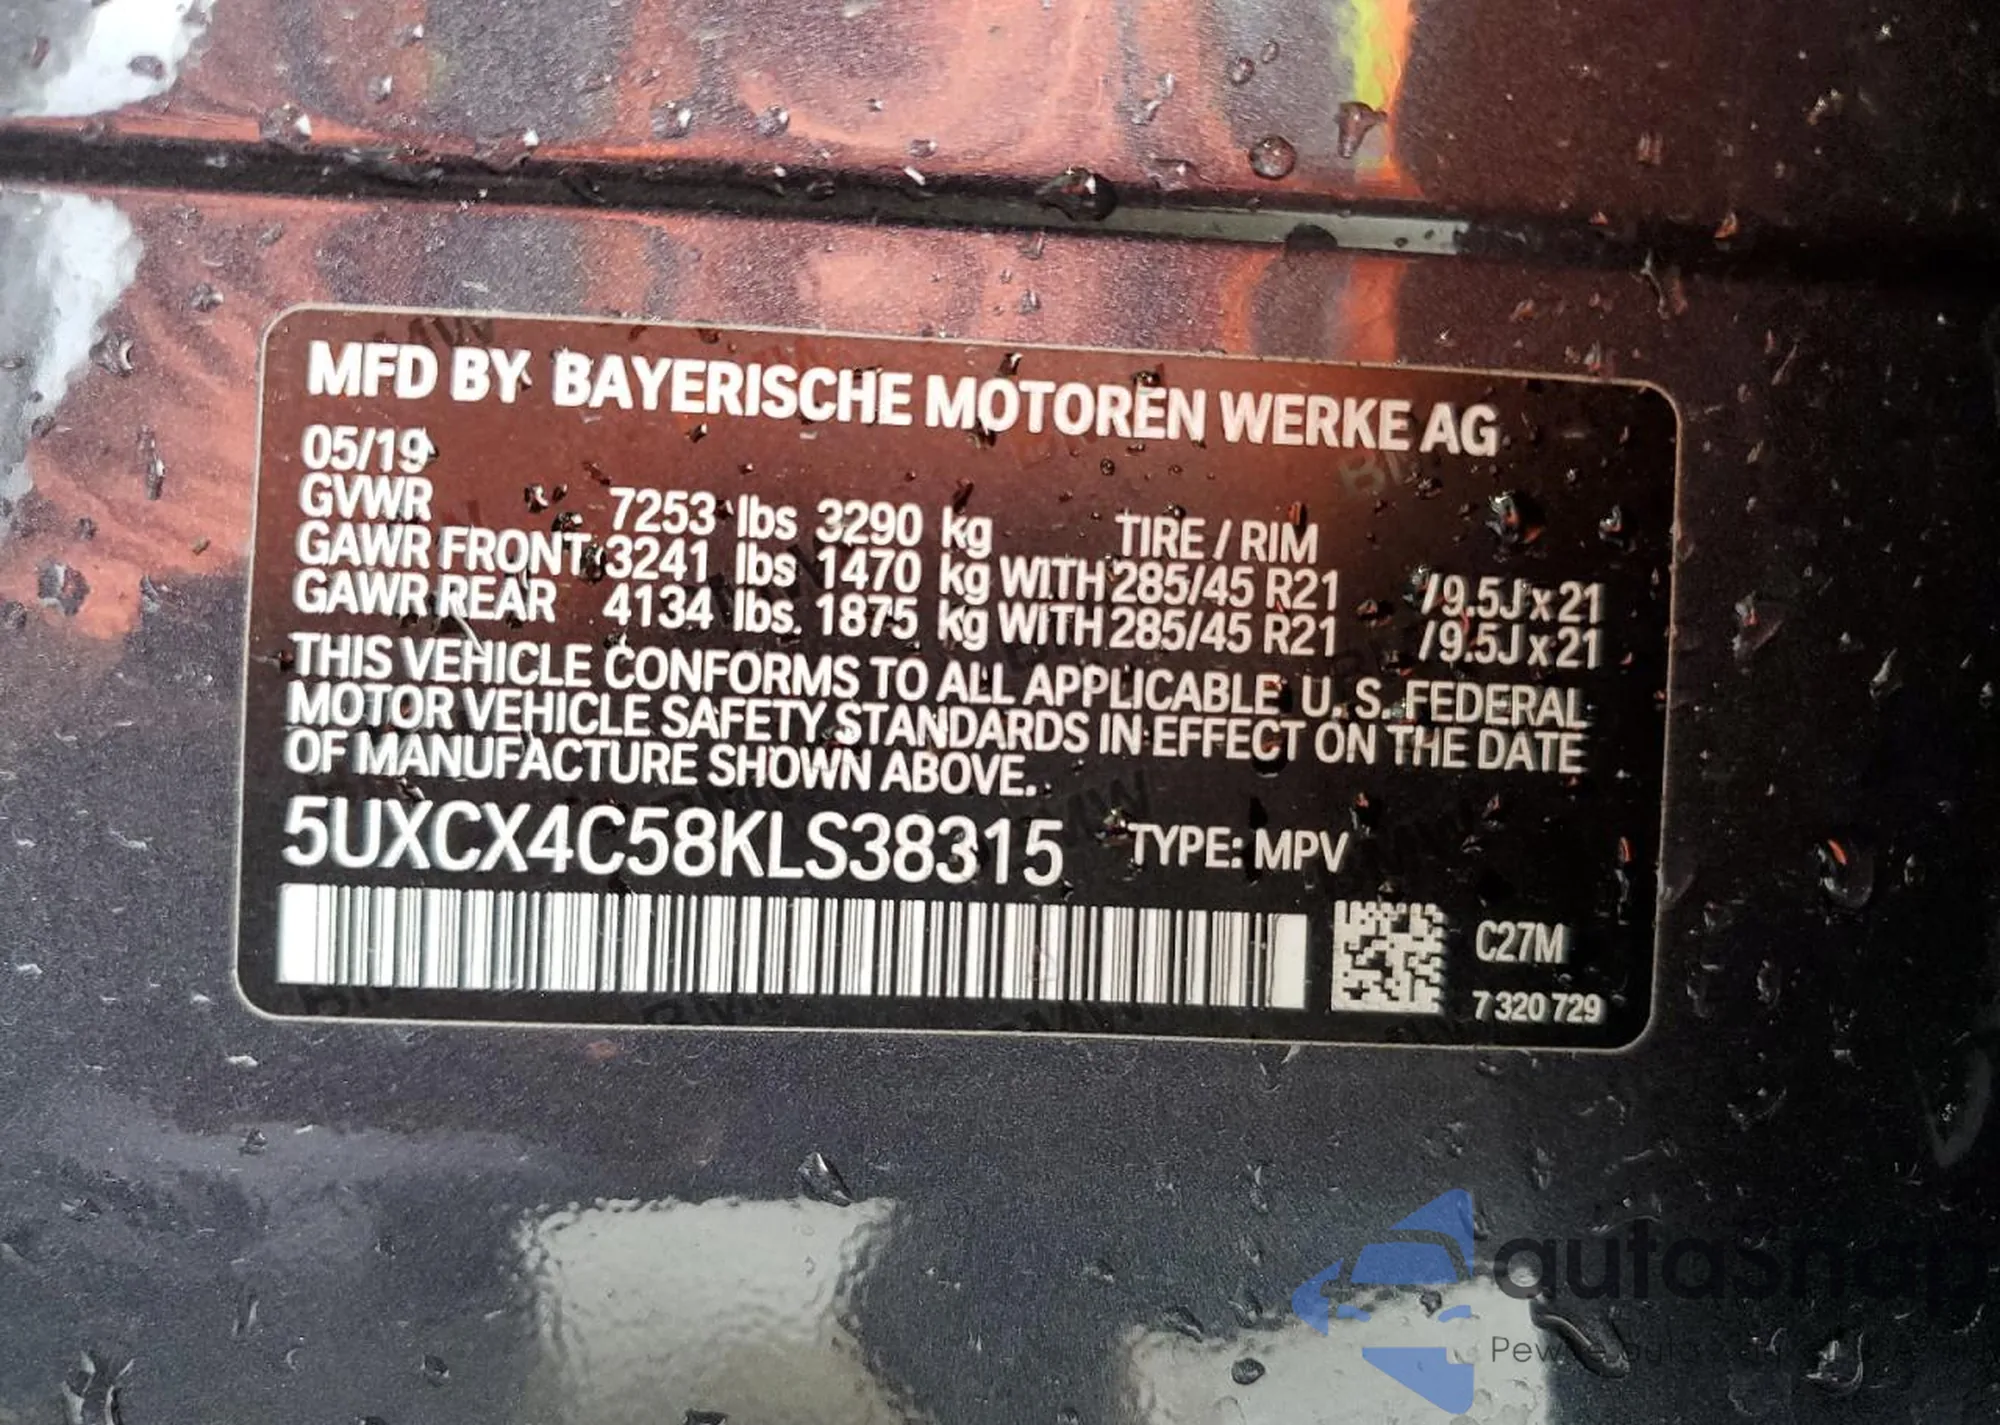 MFD BY BAYERISCHE MOTOREN WERKE AG
05/19
GVWR 7253 lbs 3290 kg TIRE / RIM
GAWR FRONT 3241 lbs 1470 kg WITH 285/45 R21 /9.5J x 21
GAWR REAR 4134 lbs. 1875 kg WITH 285/45 R21 /9.5J x 21
THIS VEHICLE CONFORMS TO ALL APPLICABLE U. S. FEDERAL
MOTOR VEHICLE SAFETY STANDARDS IN EFFECT ON THE DATE
OF MANUFACTURE SHOWN ABOVE.
5UXCX4C58KLS38315 TYPE: MPV
C27M
7 320 729
autasnap